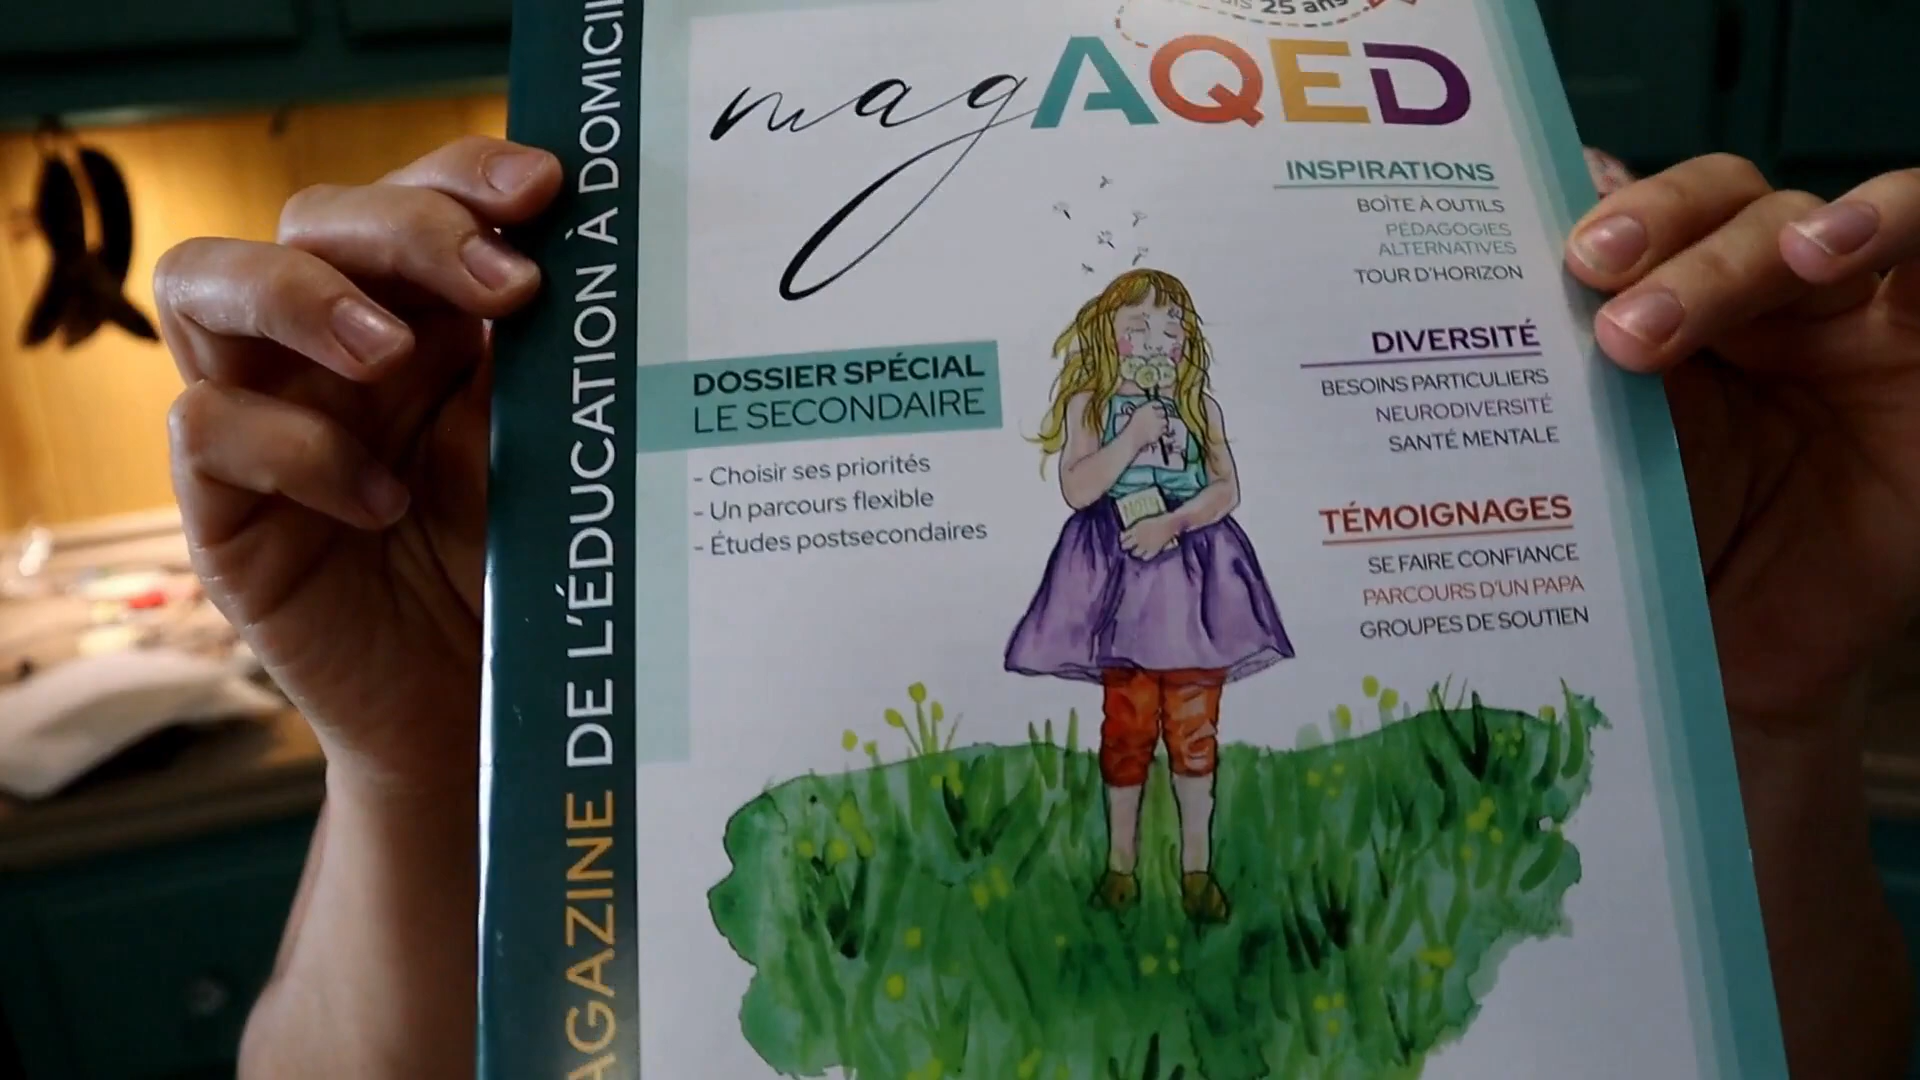 25 ans
magAQED
MAGAZINE DE L'ÉDUCATION À DOMICILE
INSPIRATIONS
BOÎTE À OUTILS
PÉDAGOGIES
ALTERNATIVES
TOUR D'HORIZON
DOSSIER SPÉCIAL
LE SECONDAIRE
- Choisir ses priorités
- Un parcours flexible
- Études postsecondaires
DIVERSITÉ
BESOINS PARTICULIERS
NEURODIVERSITÉ
SANTÉ MENTALE
TÉMOIGNAGES
SE FAIRE CONFIANCE
PARCOURS D'UN PAPA
GROUPES DE SOUTIEN